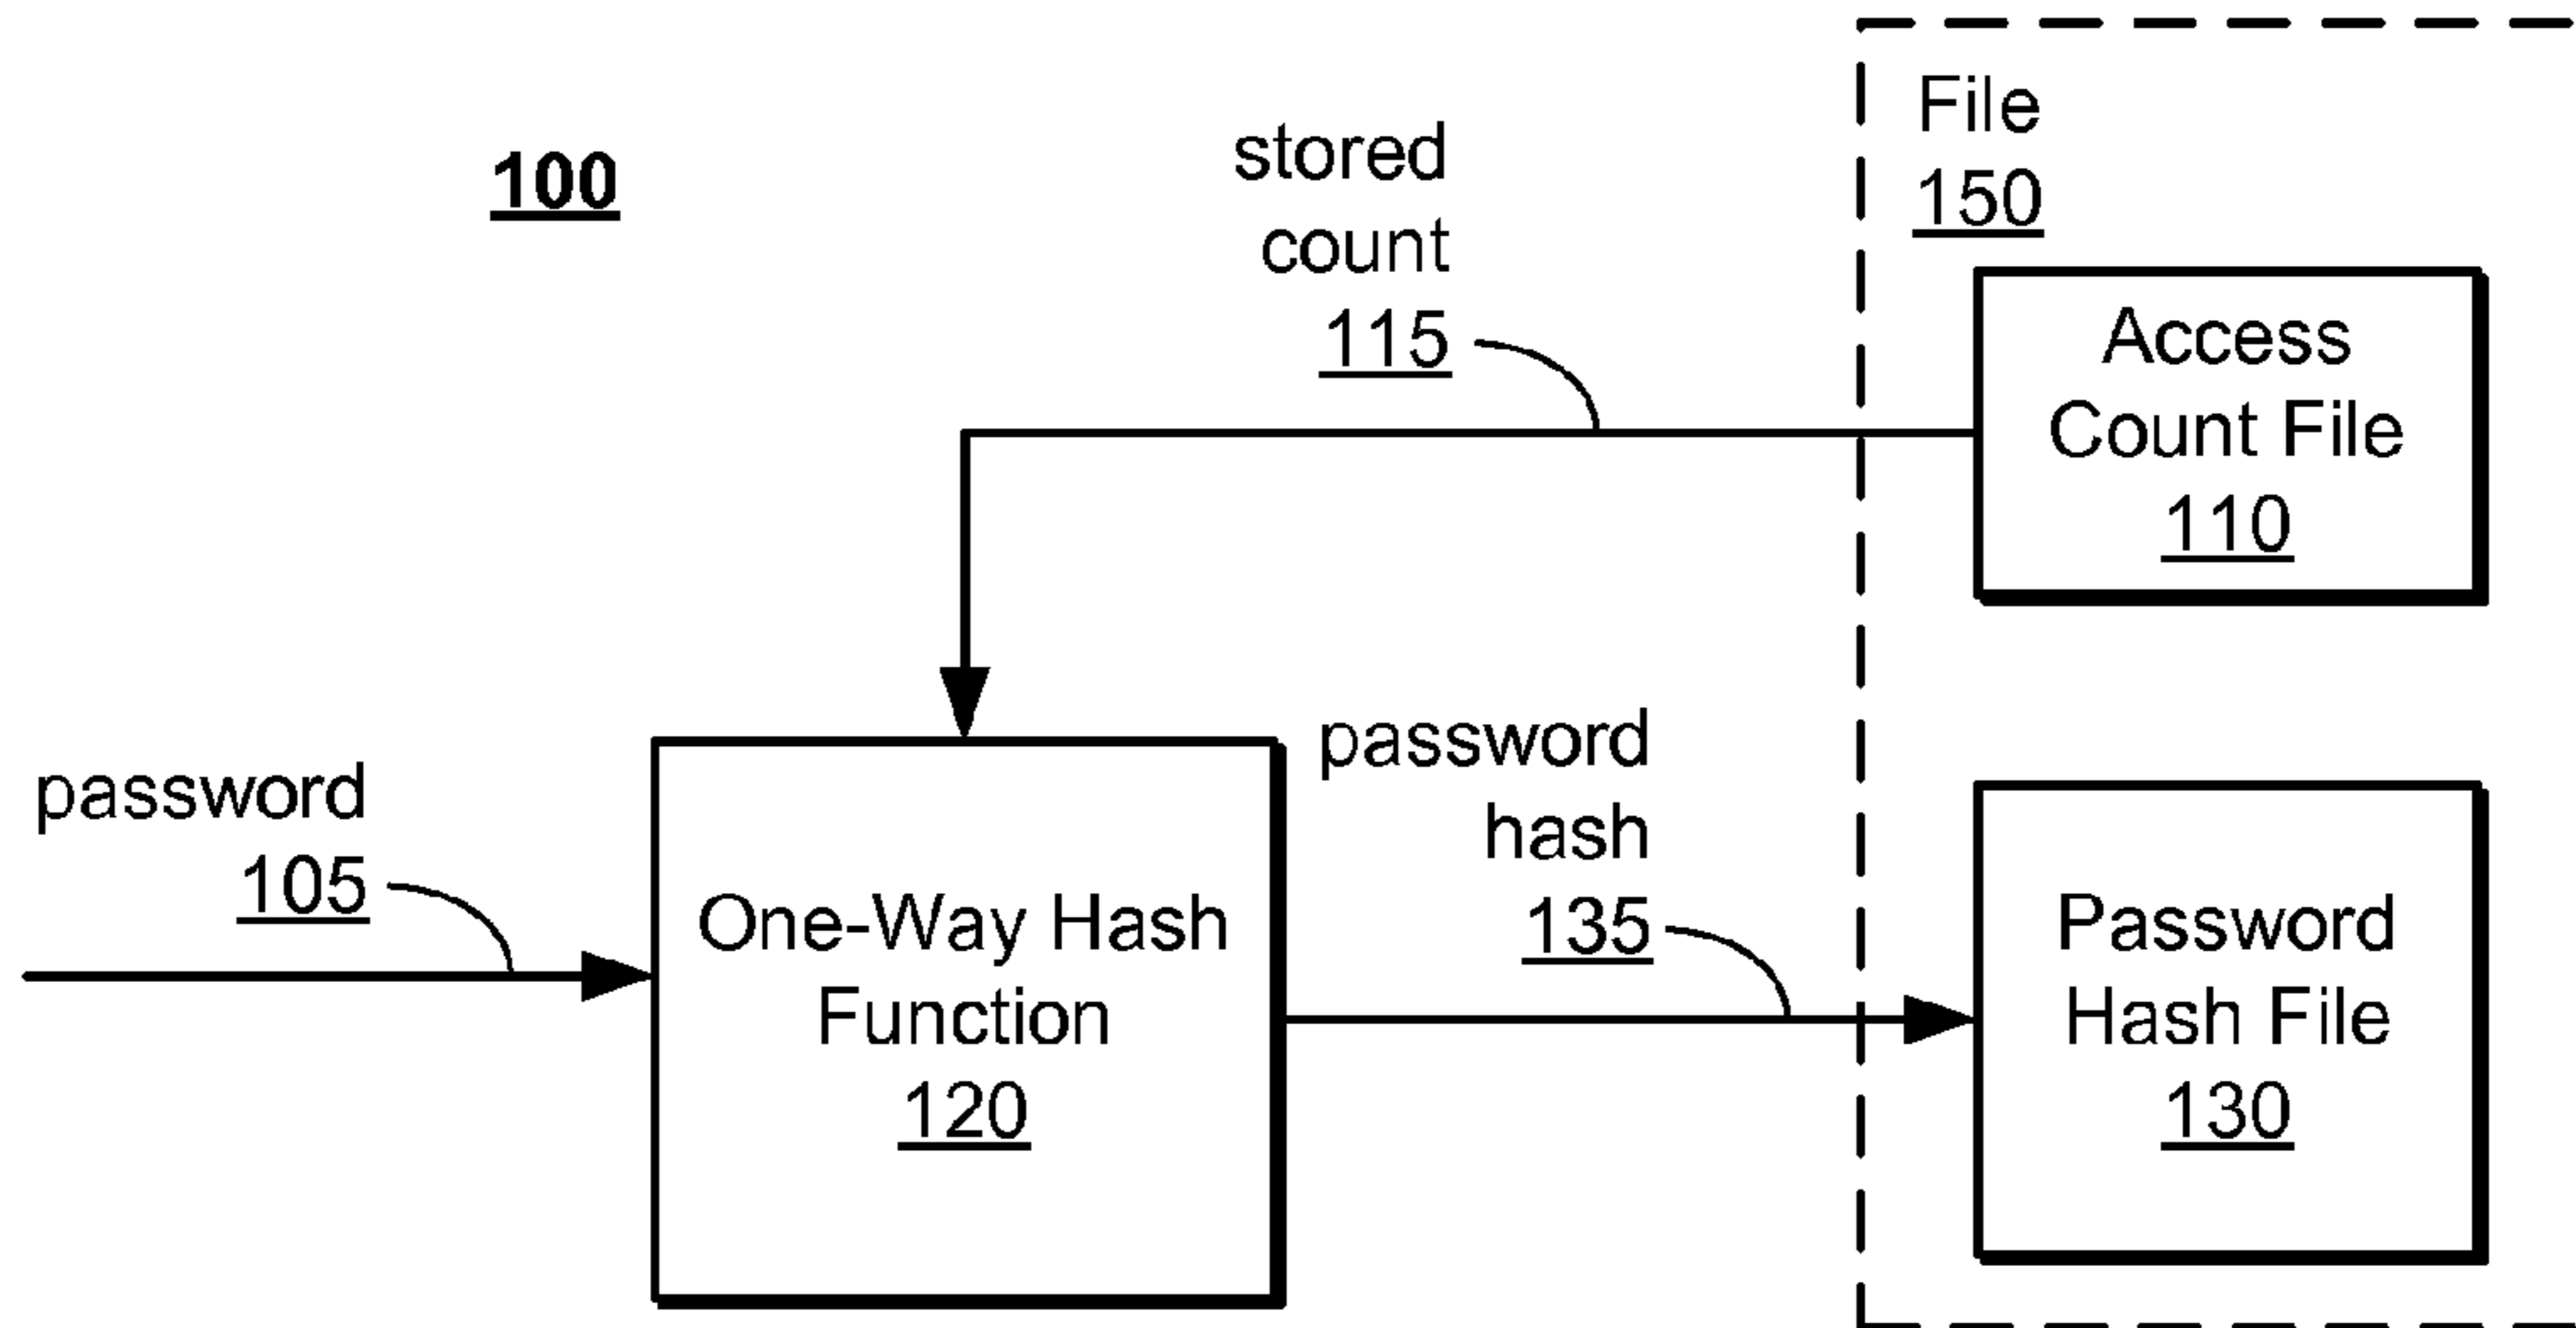 100
stored
count
115
File
150
Access
Count File
110
password
105
One-Way Hash
Function
120
password
hash
135
Password
Hash File
130